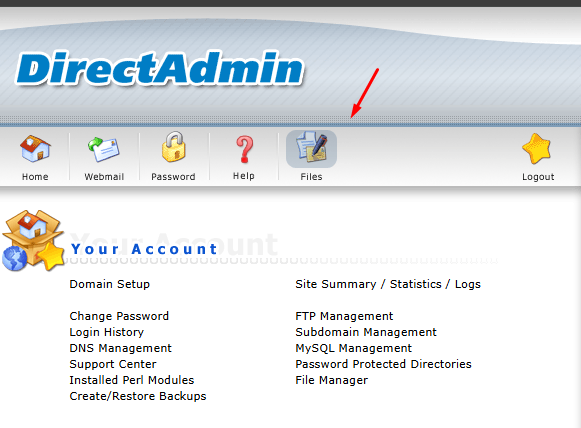 DirectAdmin
Home Webmail Password Help Files Logout
Your Account
Domain Setup Site Summary / Statistics / Logs
Change Password FTP Management
Login History Subdomain Management
DNS Management MySQL Management
Support Center Password Protected Directories
Installed Perl Modules File Manager
Create/Restore Backups